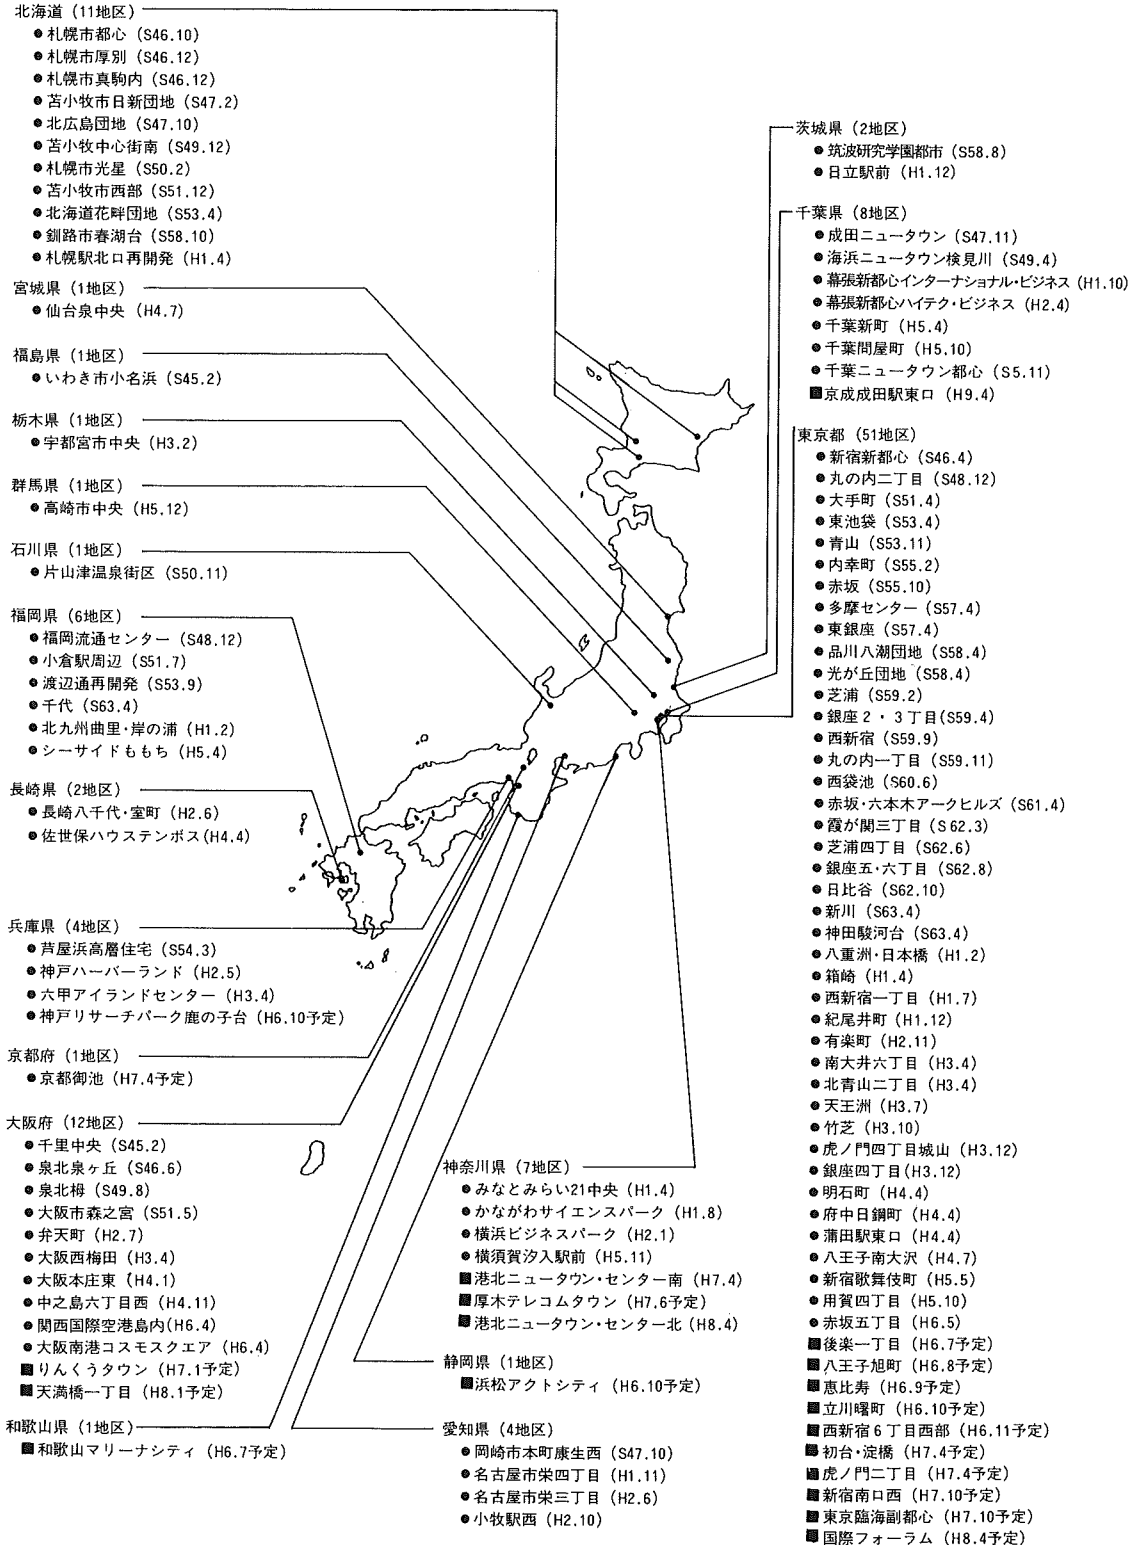 北海道 (11地区)
●札幌市都心 (S46.10)
●札幌市厚別 (S46.12)
●札幌市真駒内 (S46.12)
●苫小牧市日新団地 (S47.2)
●北広島団地 (S47.10)
●苫小牧中心街南 (S49.12)
●札幌市光星 (S50.2)
●苫小牧市西部 (S51.12)
●北海道花畔団地 (S53.4)
●釧路市春湖台 (S58.10)
●札幌駅北口再開発 (H1.4)
宮城県 (1地区)
●仙台泉中央 (H4.7)
福島県 (1地区)
●いわき市小名浜 (S45.2)
栃木県 (1地区)
●宇都宮市中央 (H3.2)
群馬県 (1地区)
●高崎市中央 (H5.12)
石川県 (1地区)
●片山津温泉街区 (S50.11)
福岡県 (6地区)
●福岡流通センター (S48.12)
●小倉駅周辺 (S51.7)
●渡辺通再開発 (S53.9)
●千代 (S63.4)
●北九州曲里・岸の浦 (H1.2)
●シーサイドももち (H5.4)
長崎県 (2地区)
●長崎八千代・室町 (H2.6)
●佐世保ハウステンボス(H4.4)
兵庫県 (4地区)
●芦屋浜高層住宅 (S54.3)
●神戸ハーバーランド (H2.5)
●六甲アイランドセンター (H3.4)
●神戸リサーチパーク鹿の子台 (H6.10予定)
京都府 (1地区)
●京都御池 (H7.4予定)
大阪府 (12地区)
●千里中央 (S45.2)
●泉北泉ヶ丘 (S46.6)
●泉北栂 (S49.8)
●大阪市森之宮 (S51.5)
●弁天町 (H2.7)
●大阪西梅田 (H3.4)
●大阪本庄東 (H4.1)
●中之島六丁目西 (H4.11)
●関西国際空港島内(H6.4)
●大阪南港コスモスクエア (H6.4)
■りんくうタウン (H7.1予定)
■天満橋一丁目 (H8.1予定)
和歌山県 (1地区)
■和歌山マリーナシティ (H6.7予定)
神奈川県 (7地区)
●みなとみらい21中央 (H1.4)
●かながわサイエンスパーク (H1.8)
●横浜ビジネスパーク (H2.1)
●横須賀汐入駅前 (H5.11)
■港北ニュータウン・センター南 (H7.4)
■厚木テレコムタウン (H7.6予定)
■港北ニュータウン・センター北 (H8.4)
静岡県 (1地区)
■浜松アクトシティ (H6.10予定)
愛知県 (4地区)
●岡崎市本町康生西 (S47.10)
●名古屋市栄四丁目 (H1.11)
●名古屋市栄三丁目 (H2.6)
●小牧駅西 (H2.10)
茨城県 (2地区)
●筑波研究学園都市 (S58.8)
●日立駅前 (H1.12)
千葉県 (8地区)
●成田ニュータウン (S47.11)
●海浜ニュータウン検見川 (S49.4)
●幕張新都心インターナショナル・ビジネス (H1.10)
●幕張新都心ハイテク・ビジネス (H2.4)
●千葉新町 (H5.4)
●千葉問屋町 (H5.10)
●千葉ニュータウン都心 (S5.11)
■京成成田駅東口 (H9.4)
東京都 (51地区)
●新宿新都心 (S46.4)
●丸の内二丁目 (S48.12)
●大手町 (S51.4)
●東池袋 (S53.4)
●青山 (S53.11)
●内幸町 (S55.2)
●赤坂 (S55.10)
●多摩センター (S57.4)
●東銀座 (S57.4)
●品川八潮団地 (S58.4)
●光が丘団地 (S58.4)
●芝浦 (S59.2)
●銀座2・3丁目(S59.4)
●西新宿 (S59.9)
●丸の内一丁目 (S59.11)
●西袋池 (S60.6)
●赤坂・六本木アークヒルズ (S61.4)
●霞が関三丁目 (S62.3)
●芝浦四丁目 (S62.6)
●銀座五・六丁目 (S62.8)
●日比谷 (S62.10)
●新川 (S63.4)
●神田駿河台 (S63.4)
●八重洲・日本橋 (H1.2)
●箱崎 (H1.4)
●西新宿一丁目 (H1.7)
●紀尾井町 (H1.12)
●有楽町 (H2.11)
●南大井六丁目 (H3.4)
●北青山二丁目 (H3.4)
●天王洲 (H3.7)
●竹芝 (H3.10)
●虎ノ門四丁目城山 (H3.12)
●銀座四丁目(H3.12)
●明石町 (H4.4)
●府中日鋼町 (H4.4)
●蒲田駅東口 (H4.4)
●八王子南大沢 (H4.7)
●新宿歌舞伎町 (H5.5)
●用賀四丁目 (H5.10)
●赤坂五丁目 (H6.5)
■後楽一丁目 (H6.7予定)
■八王子旭町 (H6.8予定)
■恵比寿 (H6.9予定)
■立川曙町 (H6.10予定)
■西新宿6丁目西部 (H6.11予定)
■初台・淀橋 (H7.4予定)
■虎ノ門二丁目 (H7.4予定)
■新宿南口西 (H7.10予定)
■東京臨海副都心 (H7.10予定)
■国際フォーラム (H8.4予定)